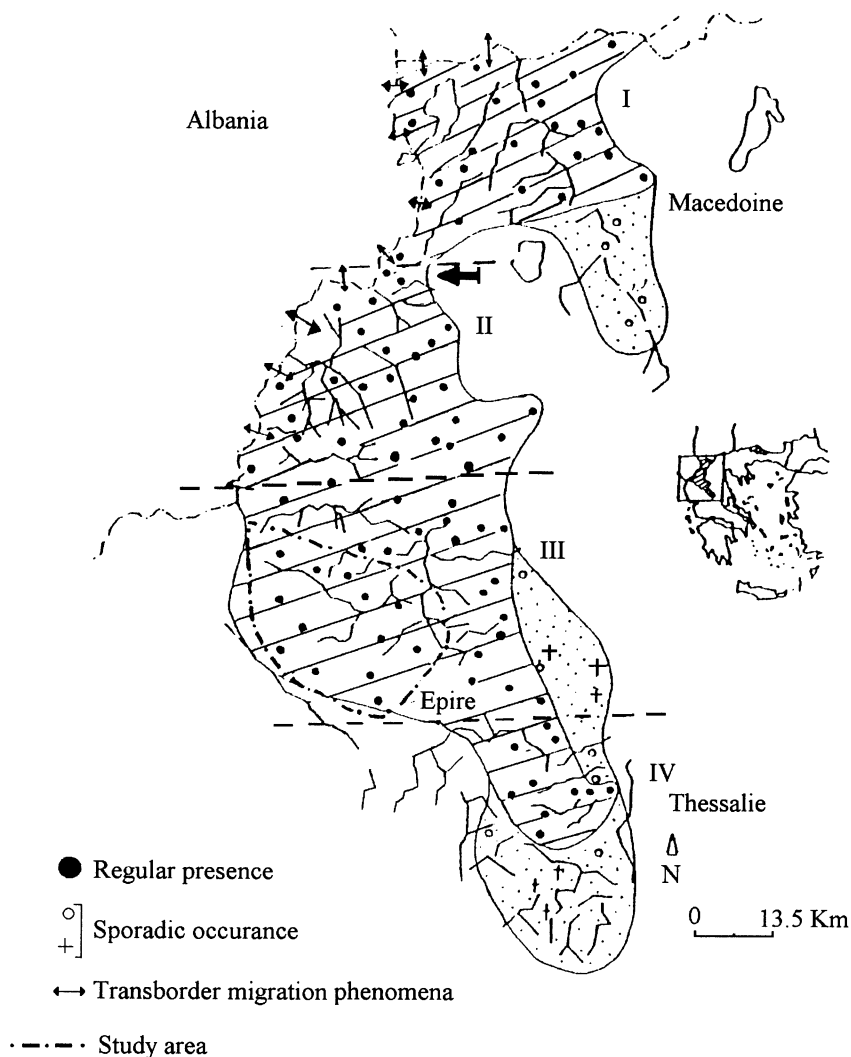 I
Albania
Macedoine
II
III
Epire
IV
Thessalie
N
0 13.5 Km
Regular presence
Sporadic occurance
Transborder migration phenomena
Study area